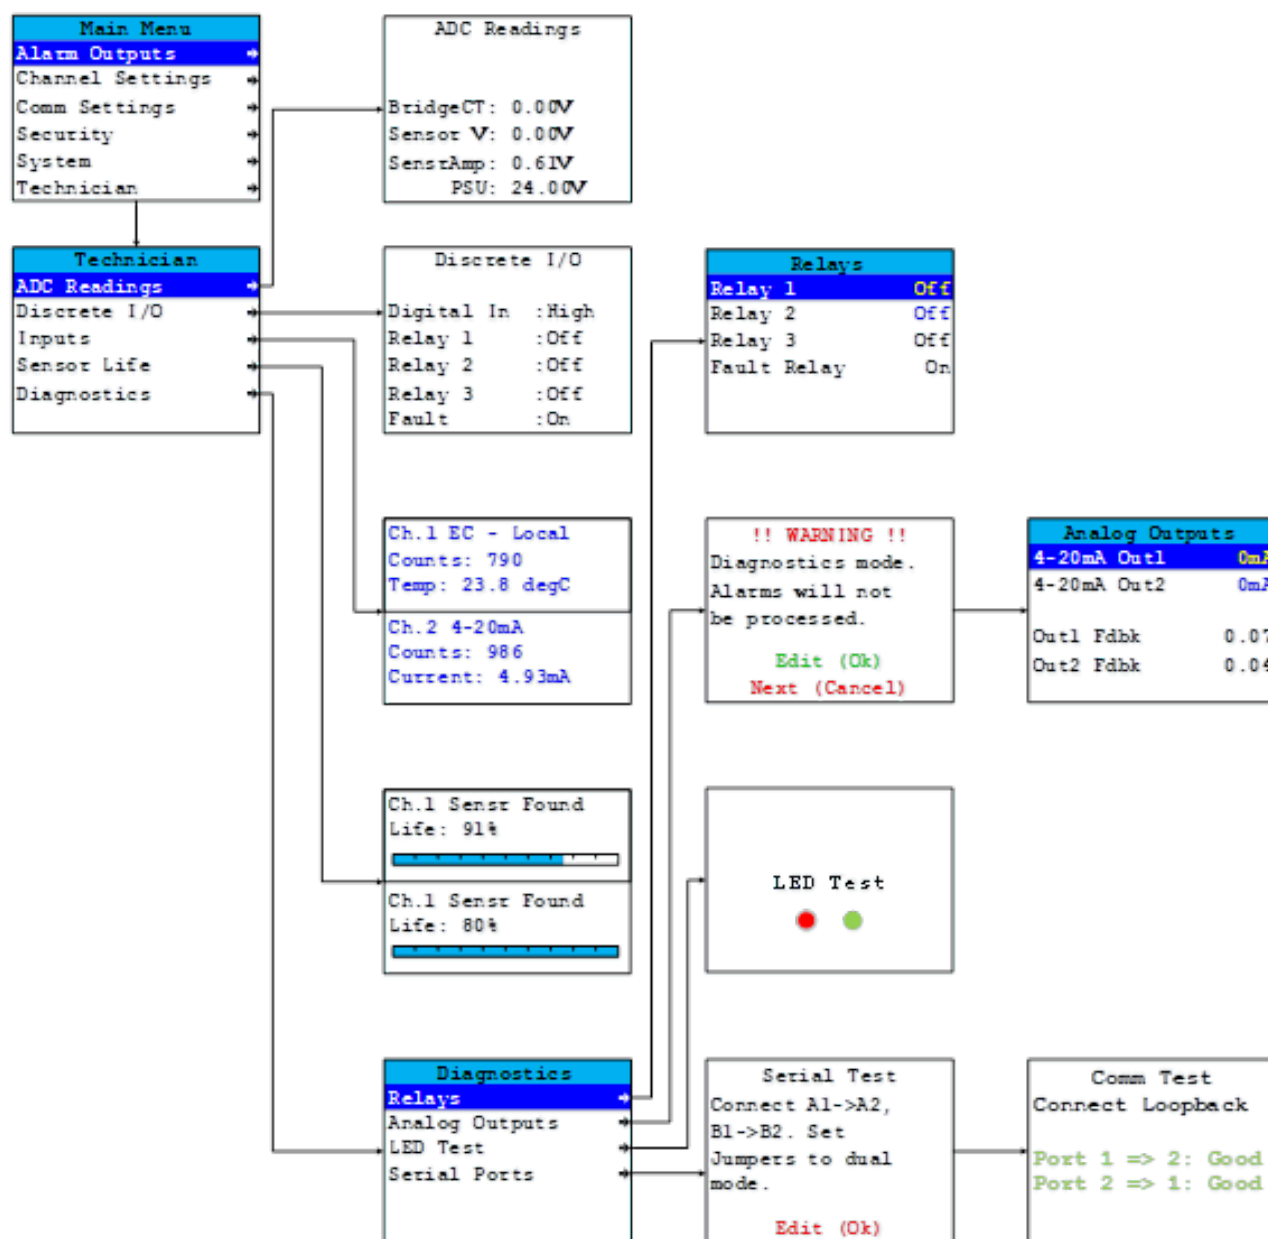 Main Menu
Alarm Outputs
Channel Settings
Comm Settings
Security
System
Technician
ADC Readings
BridgeCT: 0.00V
Sensor V: 0.00V
SensrAmp: 0.61V
PSU: 24.00V
Technician
ADC Readings
Discrete I/O
Inputs
Sensor Life
Diagnostics
Discrete I/O
Digital In :High
Relay 1 :Off
Relay 2 :Off
Relay 3 :Off
Fault :On
Relays
Relay 1 Off
Relay 2 Off
Relay 3 Off
Fault Relay On
Ch.1 EC - Local
Counts: 790
Temp: 23.8 degC
Ch.2 4-20mA
Counts: 986
Current: 4.93mA
!! WARNING !!
Diagnostics mode.
Alarms will not
be processed.
Edit (Ok)
Next (Cancel)
Analog Outputs
4-20mA Out1 0mA
4-20mA Out2 0mA
Out1 Fdbk 0.07
Out2 Fdbk 0.04
Ch.1 Sensr Found
Life: 91%
Ch.1 Sensr Found
Life: 80%
LED Test
Diagnostics
Relays
Analog Outputs
LED Test
Serial Ports
Serial Test
Connect A1->A2,
B1->B2. Set
Jumpers to dual
mode.
Edit (Ok)
Comm Test
Connect Loopback
Port 1 => 2: Good
Port 2 => 1: Good